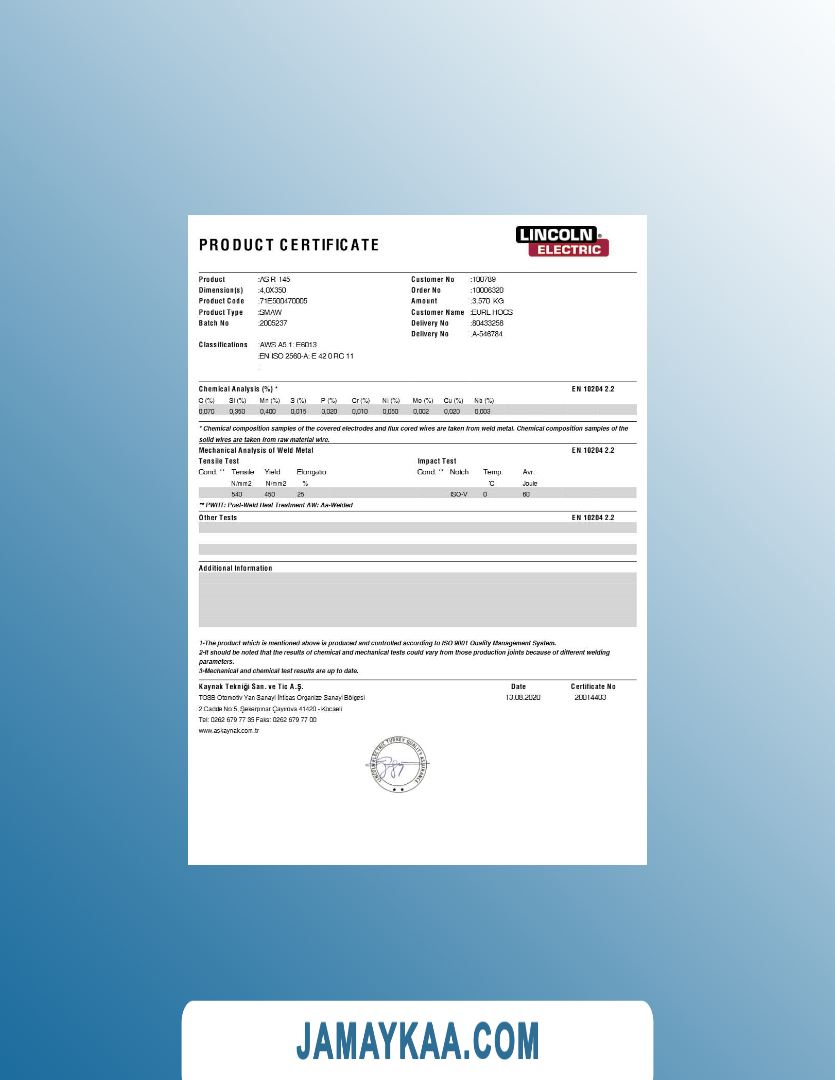 PRODUCT CERTIFICATE
LINCOLN ELECTRIC
Product :AS R-145 Customer No :100789
Dimension(s) :4,0X350 Order No :10006320
Product Code :71E500470005 Amount :3,570 KG
Product Type :SMAW Customer Name :EURL HOCS
Batch No :2005237 Delivery No :80433258
Delivery No :A-546784
Classifications :AWS A5.1: E6013
:EN ISO 2560-A: E 42 0 RC 11
:
Chemical Analysis (%) * EN 10204 2.2
C (%) Si (%) Mn (%) S (%) P (%) Cr (%) Ni (%) Mo (%) Cu (%) Nb (%)
0,070 0,350 0,400 0,015 0,020 0,010 0,050 0,002 0,020 0,003
* Chemical composition samples of the covered electrodes and flux cored wires are taken from weld metal. Chemical composition samples of the
solid wires are taken from raw material wire.
Mechanical Analysis of Weld Metal EN 10204 2.2
Tensile Test Impact Test
Cond. ** Tensile Yield Elongatio Cond. ** Notch Temp. Avr.
N/mm2 N/mm2 % °C Joule
540 450 25 ISO-V 0 60
** PWHT: Post-Weld Heat Treatment AW: As-Welded
Other Tests EN 10204 2.2
Additional Information
1-The product which is mentioned above is produced and controlled according to ISO 9001 Quality Management System.
2-It should be noted that the results of chemical and mechanical tests could vary from those production joints because of different welding
parameters.
3-Mechanical and chemical test results are up to date.
Kaynak Tekniği San. ve Tic A.Ş. Date Certificate No
TOSB Otomotiv Yan Sanayi İhtisas Organize Sanayi Bölgesi 13.08.2020 20014403
2.Cadde No:5, Şekerpınar Çayırova 41420 - Kocaeli
Tel: 0262 679 77 35 Faks: 0262 679 77 00
www.askaynak.com.tr
LINCOLN ELECTRIC TURKEY QUALITY ASSURANCE
JAMAYKAA.COM